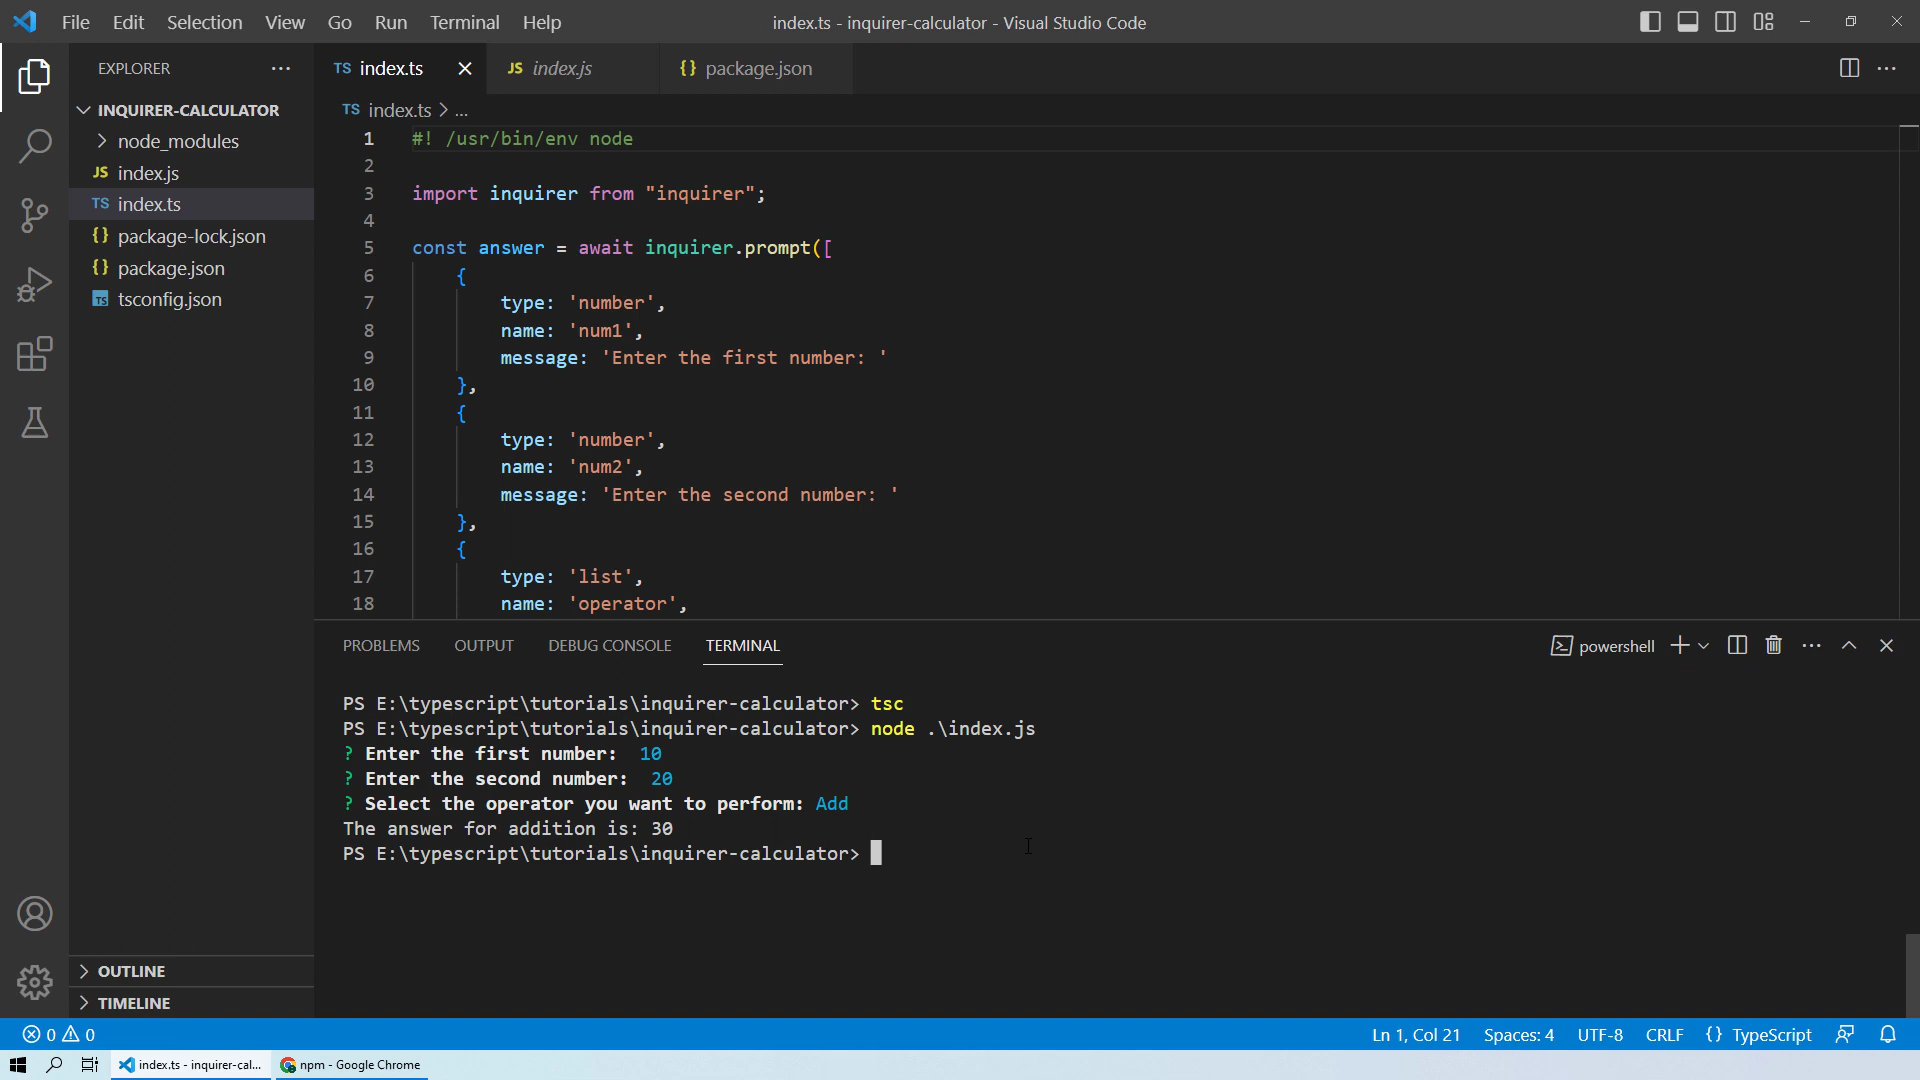 File Edit Selection View Go Run Terminal Help
index.ts - inquirer-calculator - Visual Studio Code
EXPLORER
INQUIRER-CALCULATOR
node_modules
JS index.js
TS index.ts
{} package-lock.json
{} package.json
TS tsconfig.json
OUTLINE
TIMELINE
TS index.ts
JS index.js
{} package.json
TS index.ts > ...
1 #! /usr/bin/env node
2
3 import inquirer from "inquirer";
4
5 const answer = await inquirer.prompt([
6 {
7 type: 'number',
8 name: 'num1',
9 message: 'Enter the first number: '
10 },
11 {
12 type: 'number',
13 name: 'num2',
14 message: 'Enter the second number: '
15 },
16 {
17 type: 'list',
18 name: 'operator',
PROBLEMS OUTPUT DEBUG CONSOLE TERMINAL
powershell
PS E:\typescript\tutorials\inquirer-calculator> tsc
PS E:\typescript\tutorials\inquirer-calculator> node .\index.js
? Enter the first number: 10
? Enter the second number: 20
? Select the operator you want to perform: Add
The answer for addition is: 30
PS E:\typescript\tutorials\inquirer-calculator>
0 0
Ln 1, Col 21 Spaces: 4 UTF-8 CRLF {} TypeScript
index.ts - inquirer-cal...
npm - Google Chrome